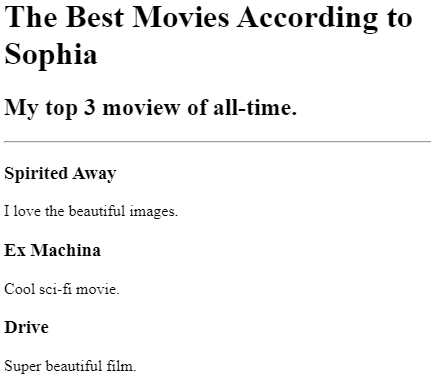 The Best Movies According to
Sophia
My top 3 moview of all-time.
Spirited Away
I love the beautiful images.
Ex Machina
Cool sci-fi movie.
Drive
Super beautiful film.